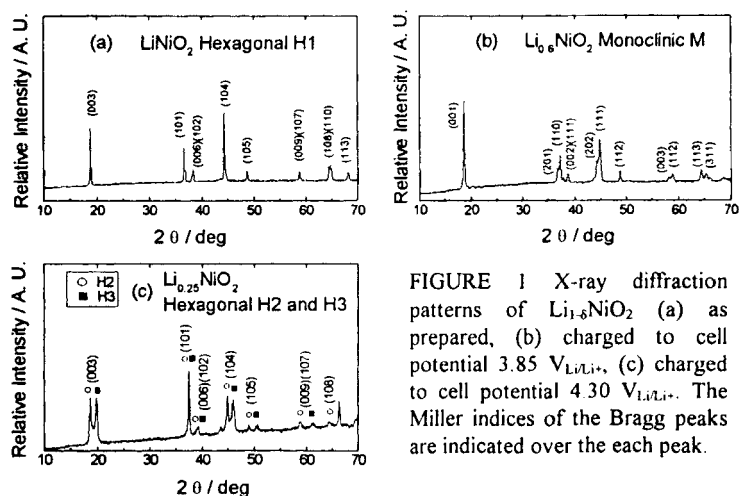 (a) LiNiO₂ Hexagonal H1
Relative Intensity / A. U.
(003)
(101)
(006)(102)
(104)
(105)
(009)(107)
(108)(110)
(113)
10 20 30 40 50 60 70
2 θ / deg
(b) Li₀.₆NiO₂ Monoclinic M
Relative Intensity / A. U.
(001)
(201)
(110)
(002)(111)
(202)
(111)
(112)
(003)
(112)
(113)
(311)
10 20 30 40 50 60 70
2 θ / deg
H2
H3
(c) Li₀.₂₅NiO₂
Hexagonal H2 and H3
Relative Intensity / A. U.
(003)
(101)
(006)(102)
(104)
(105)
(009)(107)
(108)
10 20 30 40 50 60 70
2 θ / deg
FIGURE 1 X-ray diffraction
patterns of Li₁₋δNiO₂ (a) as
prepared, (b) charged to cell
potential 3.85 V_Li/Li+, (c) charged
to cell potential 4.30 V_Li/Li+. The
Miller indices of the Bragg peaks
are indicated over the each peak.